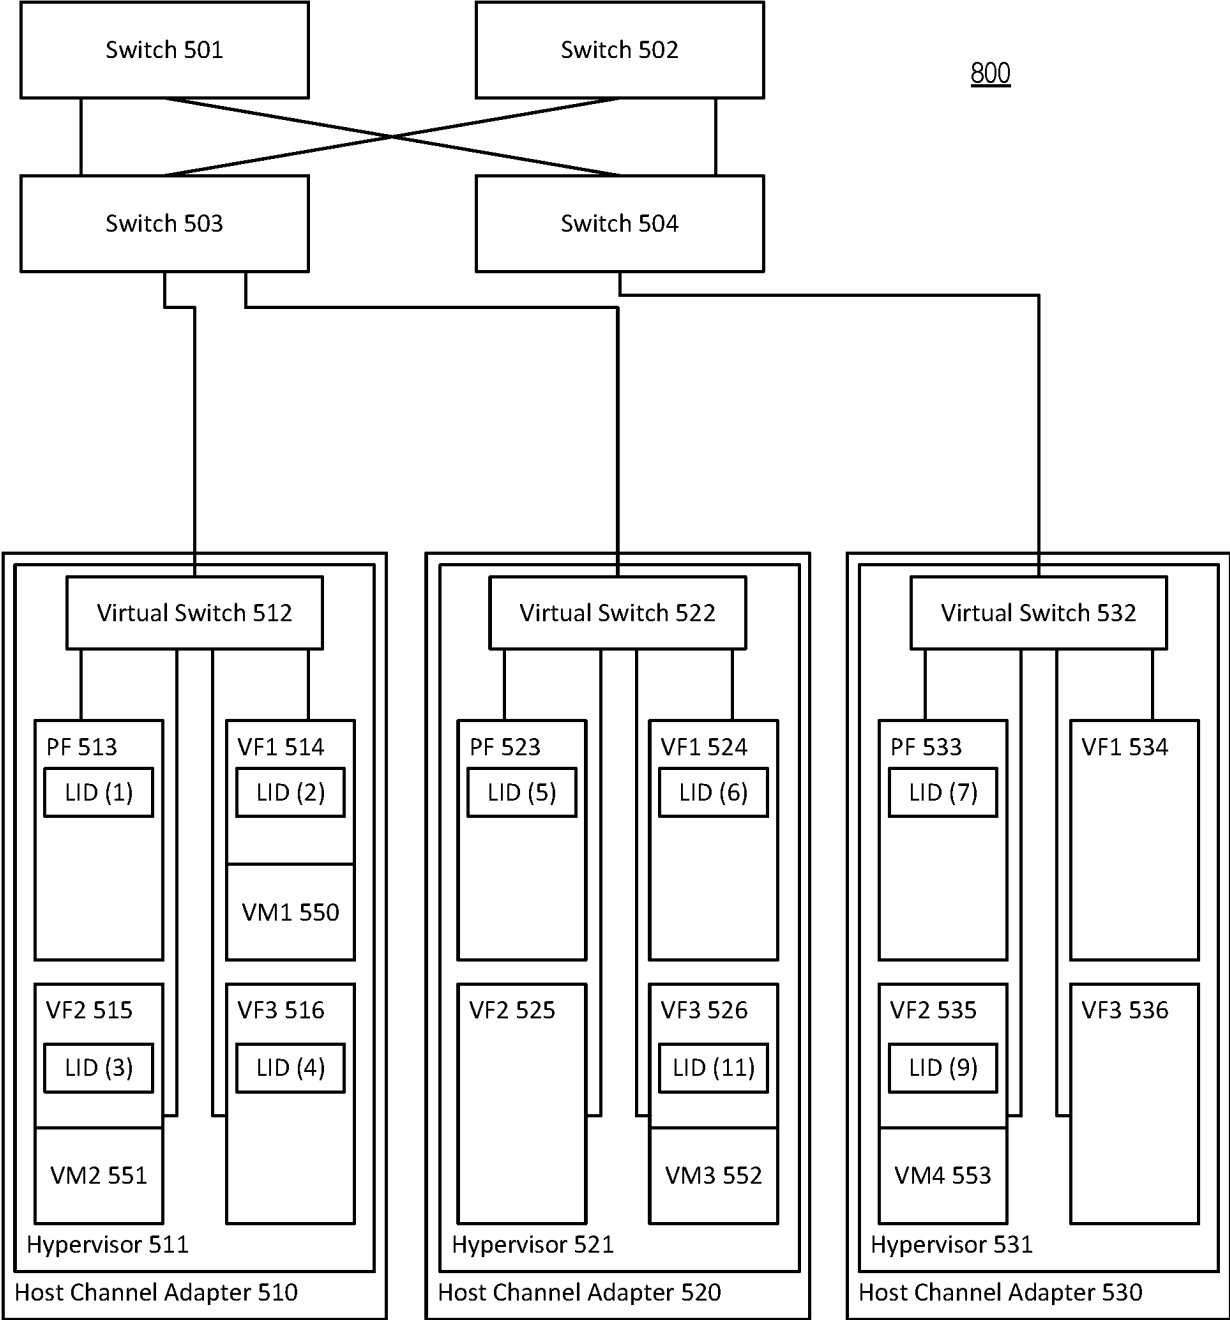 Switch 501
Switch 502
800
Switch 503
Switch 504
Virtual Switch 512
Virtual Switch 522
Virtual Switch 532
PF 513
LID (1)
VF1 514
LID (2)
VM1 550
VF2 515
LID (3)
VM2 551
VF3 516
LID (4)
Hypervisor 511
Host Channel Adapter 510
PF 523
LID (5)
VF1 524
LID (6)
VF2 525
VF3 526
LID (11)
VM3 552
Hypervisor 521
Host Channel Adapter 520
PF 533
LID (7)
VF1 534
VF2 535
LID (9)
VM4 553
VF3 536
Hypervisor 531
Host Channel Adapter 530